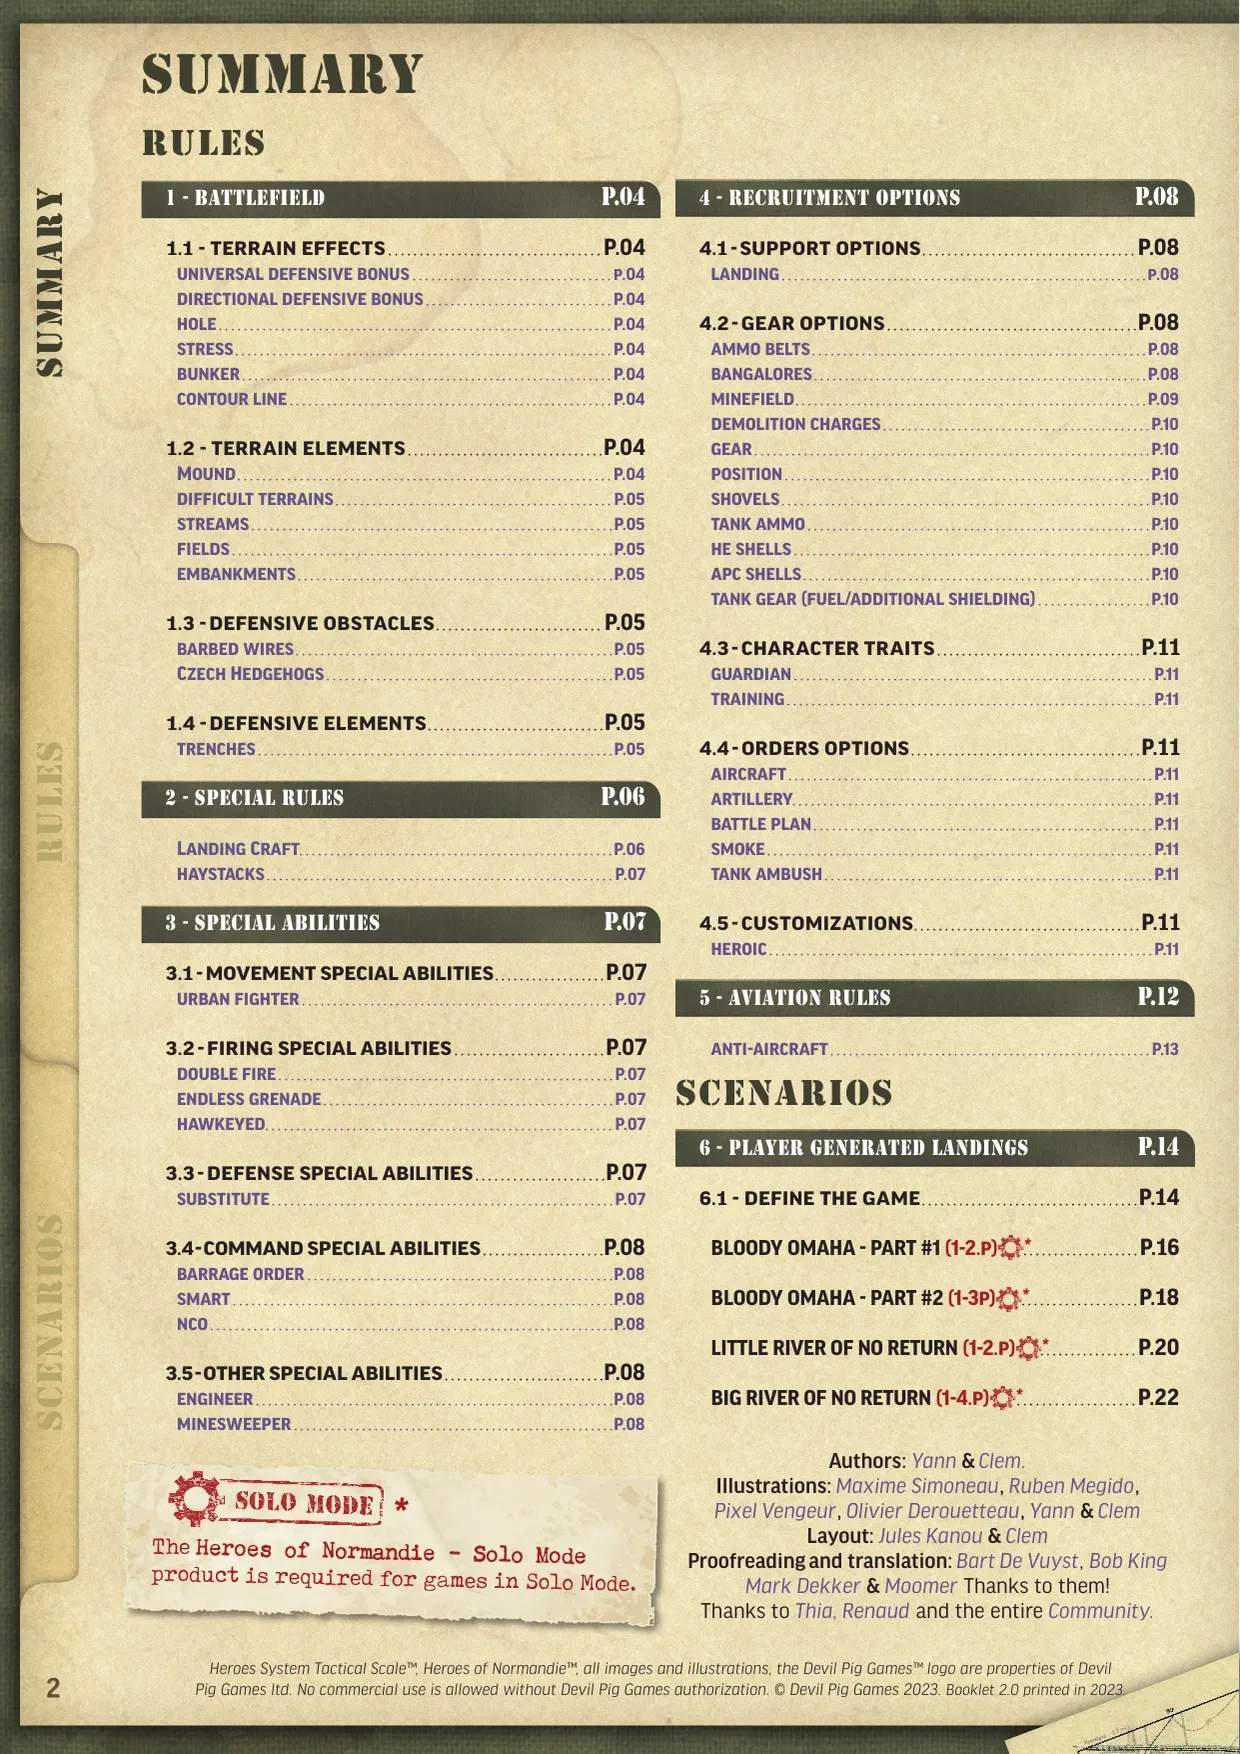 SUMMARY
RULES
SUMMARY
RULES
SCENARIOS
1 - BATTLEFIELD P.04
1.1 - TERRAIN EFFECTS P.04
UNIVERSAL DEFENSIVE BONUS P.04
DIRECTIONAL DEFENSIVE BONUS P.04
HOLE P.04
STRESS P.04
BUNKER P.04
CONTOUR LINE P.04
1.2 - TERRAIN ELEMENTS P.04
MOUND P.04
DIFFICULT TERRAINS P.05
STREAMS P.05
FIELDS P.05
EMBANKMENTS P.05
1.3 - DEFENSIVE OBSTACLES P.05
BARBED WIRES P.05
CZECH HEDGEHOGS P.05
1.4 - DEFENSIVE ELEMENTS P.05
TRENCHES P.05
2 - SPECIAL RULES P.06
LANDING CRAFT P.06
HAYSTACKS P.07
3 - SPECIAL ABILITIES P.07
3.1 - MOVEMENT SPECIAL ABILITIES P.07
URBAN FIGHTER P.07
3.2 - FIRING SPECIAL ABILITIES P.07
DOUBLE FIRE P.07
ENDLESS GRENADE P.07
HAWKEYED P.07
3.3 - DEFENSE SPECIAL ABILITIES P.07
SUBSTITUTE P.07
3.4 - COMMAND SPECIAL ABILITIES P.08
BARRAGE ORDER P.08
SMART P.08
NCO P.08
3.5 - OTHER SPECIAL ABILITIES P.08
ENGINEER P.08
MINESWEEPER P.08
SOLO MODE *
The Heroes of Normandie - Solo Mode
product is required for games in Solo Mode.
4 - RECRUITMENT OPTIONS P.08
4.1 - SUPPORT OPTIONS P.08
LANDING P.08
4.2 - GEAR OPTIONS P.08
AMMO BELTS P.08
BANGALORES P.08
MINEFIELD P.09
DEMOLITION CHARGES P.10
GEAR P.10
POSITION P.10
SHOVELS P.10
TANK AMMO P.10
HE SHELLS P.10
APC SHELLS P.10
TANK GEAR (FUEL/ADDITIONAL SHIELDING) P.10
4.3 - CHARACTER TRAITS P.11
GUARDIAN P.11
TRAINING P.11
4.4 - ORDERS OPTIONS P.11
AIRCRAFT P.11
ARTILLERY P.11
BATTLE PLAN P.11
SMOKE P.11
TANK AMBUSH P.11
4.5 - CUSTOMIZATIONS P.11
HEROIC P.11
5 - AVIATION RULES P.12
ANTI-AIRCRAFT P.13
SCENARIOS
6 - PLAYER GENERATED LANDINGS P.14
6.1 - DEFINE THE GAME P.14
BLOODY OMAHA - PART #1 (1-2.P)* P.16
BLOODY OMAHA - PART #2 (1-3P)* P.18
LITTLE RIVER OF NO RETURN (1-2.P)* P.20
BIG RIVER OF NO RETURN (1-4.P)* P.22
Authors: Yann & Clem.
Illustrations: Maxime Simoneau, Ruben Megido,
Pixel Vengeur, Olivier Derouetteau, Yann & Clem
Layout: Jules Kanou & Clem
Proofreading and translation: Bart De Vuyst, Bob King
Mark Dekker & Moomer Thanks to them!
Thanks to Thia, Renaud and the entire Community.
Heroes System Tactical Scale™, Heroes of Normandie™, all images and illustrations, the Devil Pig Games™ logo are properties of Devil
Pig Games ltd. No commercial use is allowed without Devil Pig Games authorization. © Devil Pig Games 2023. Booklet 2.0 printed in 2023.
2